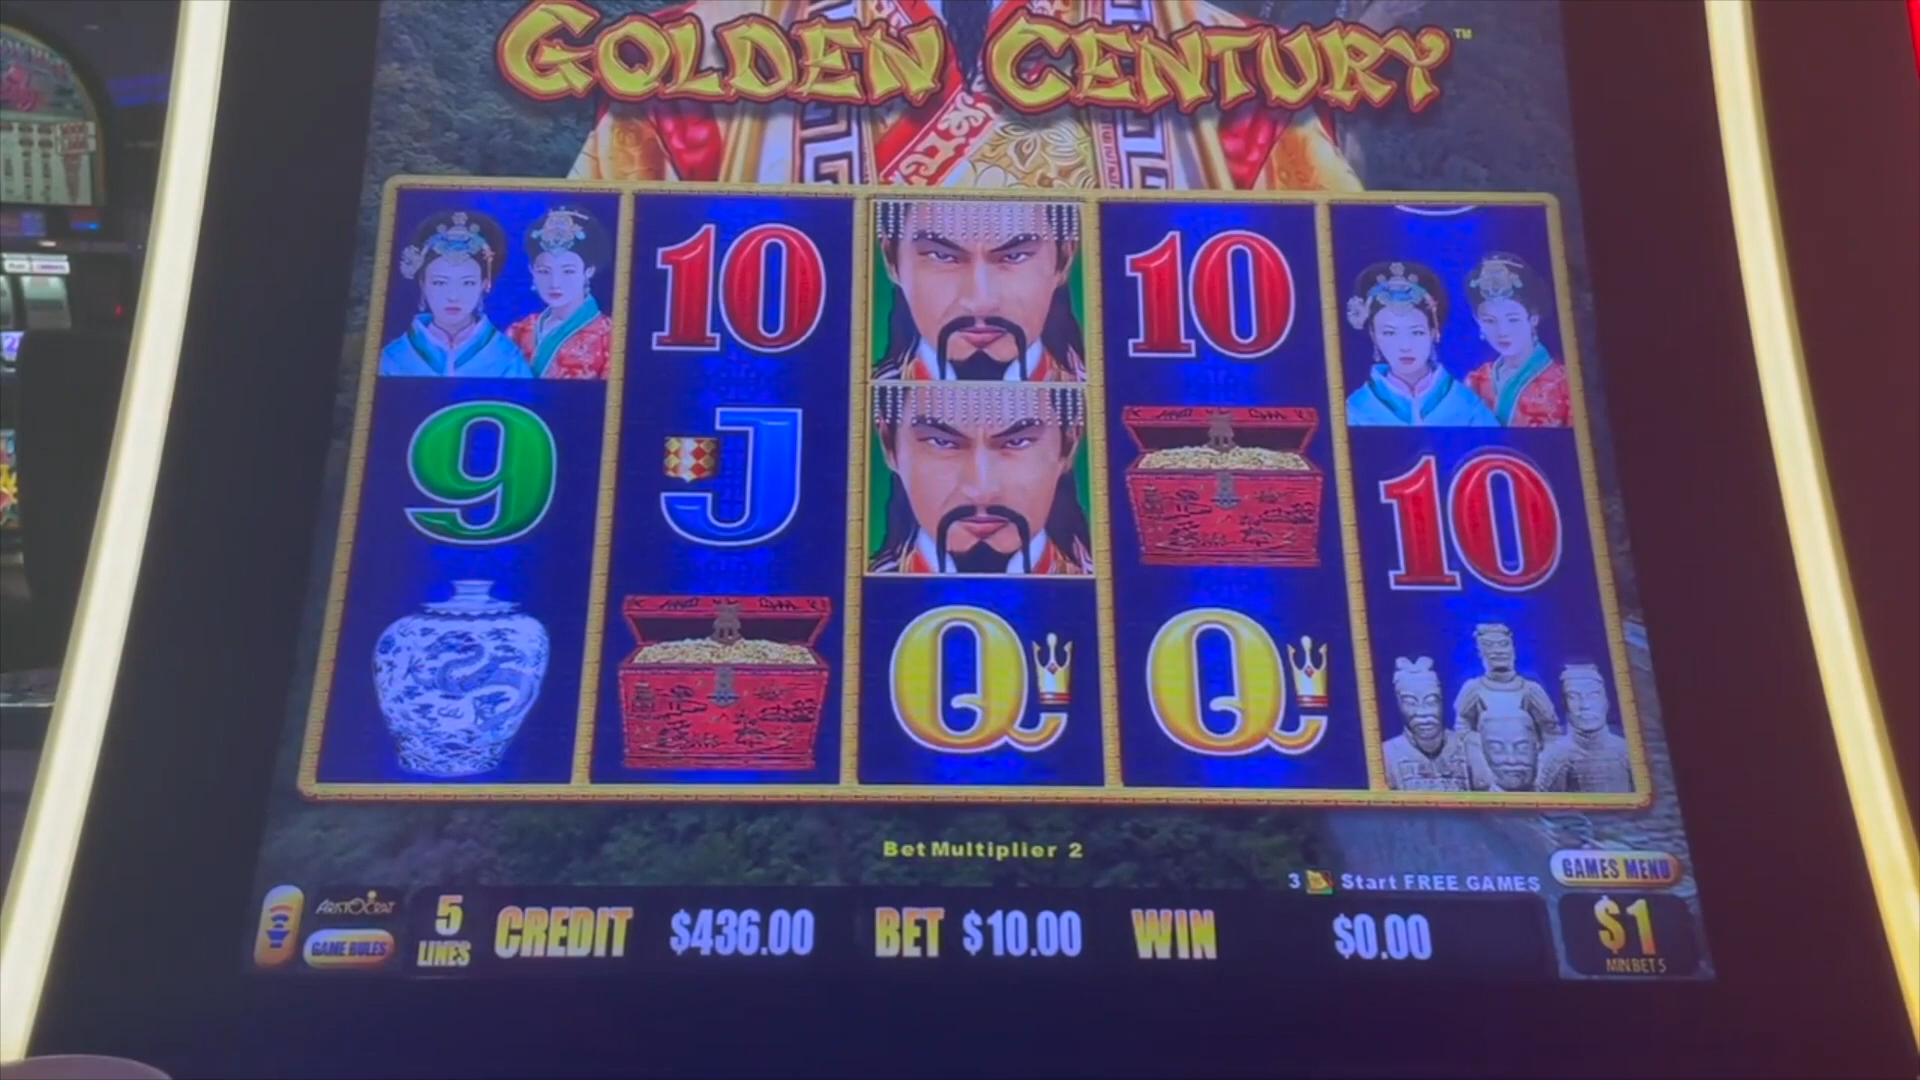 GOLDEN CENTURY™
10
10
9
J
10
Q
Q
Bet Multiplier 2
3 Start FREE GAMES
GAMES MENU
ARISTOCRAT
GAME RULES
5
LINES
CREDIT $436.00
BET $10.00
WIN $0.00
$1
MIN BET 5